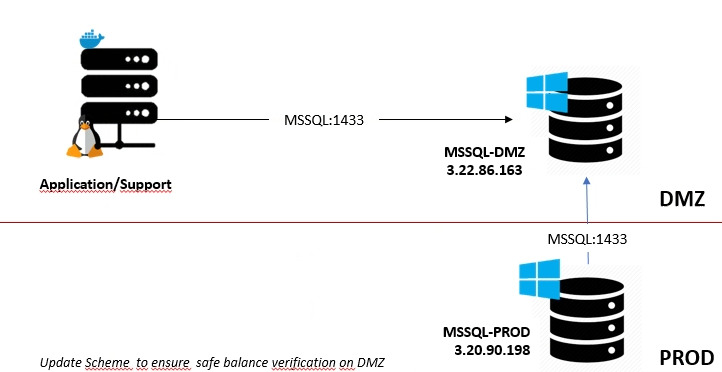 MSSQL:1433
MSSQL-DMZ
3.22.86.163
Application/Support
DMZ
MSSQL:1433
MSSQL-PROD
3.20.90.198
PROD
Update Scheme to ensure safe balance verification on DMZ